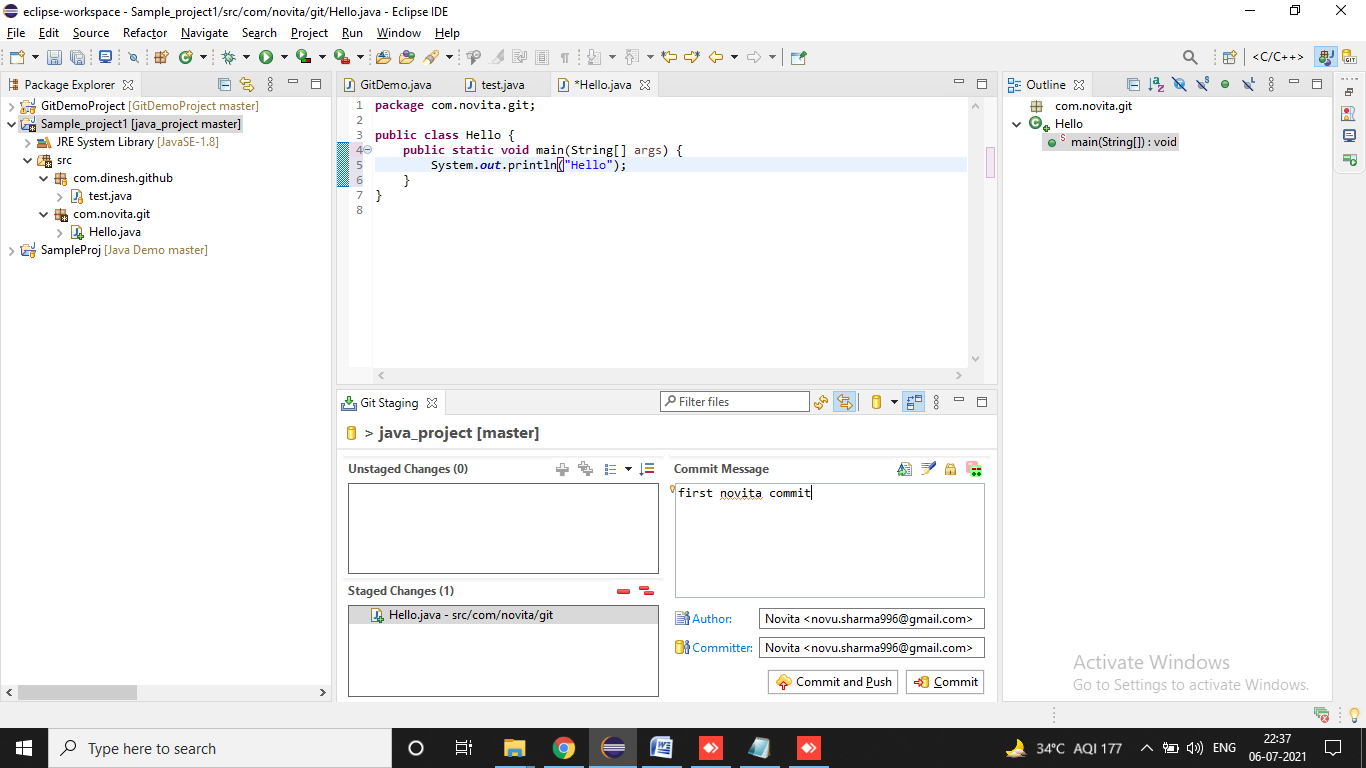 eclipse-workspace - Sample_project1/src/com/novita/git/Hello.java - Eclipse IDE
File Edit Source Refactor Navigate Search Project Run Window Help
<C/C++>
Package Explorer
GitDemoProject [GitDemoProject master]
Sample_project1 [java_project master]
JRE System Library [JavaSE-1.8]
src
com.dinesh.github
test.java
com.novita.git
Hello.java
SampleProj [Java Demo master]
GitDemo.java test.java *Hello.java
1 package com.novita.git;
2
3 public class Hello {
4 public static void main(String[] args) {
5 System.out.println("Hello");
6 }
7 }
8
Outline
com.novita.git
Hello
main(String[]) : void
Git Staging
Filter files
> java_project [master]
Unstaged Changes (0)
Staged Changes (1)
Hello.java - src/com/novita/git
Commit Message
first novita commit
Author: Novita <novu.sharma996@gmail.com>
Committer: Novita <novu.sharma996@gmail.com>
Commit and Push Commit
Activate Windows
Go to Settings to activate Windows.
Type here to search
34°C AQI 177 ENG 22:37
06-07-2021